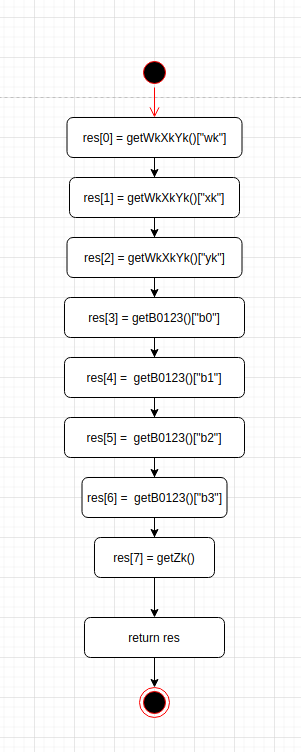 res[0] = getWkXkYk()["wk"]
res[1] = getWkXkYk()["xk"]
res[2] = getWkXkYk()["yk"]
res[3] = getB0123()["b0"]
res[4] =  getB0123()["b1"]
res[5] =  getB0123()["b2"]
res[6] =  getB0123()["b3"]
res[7] = getZk()
return res